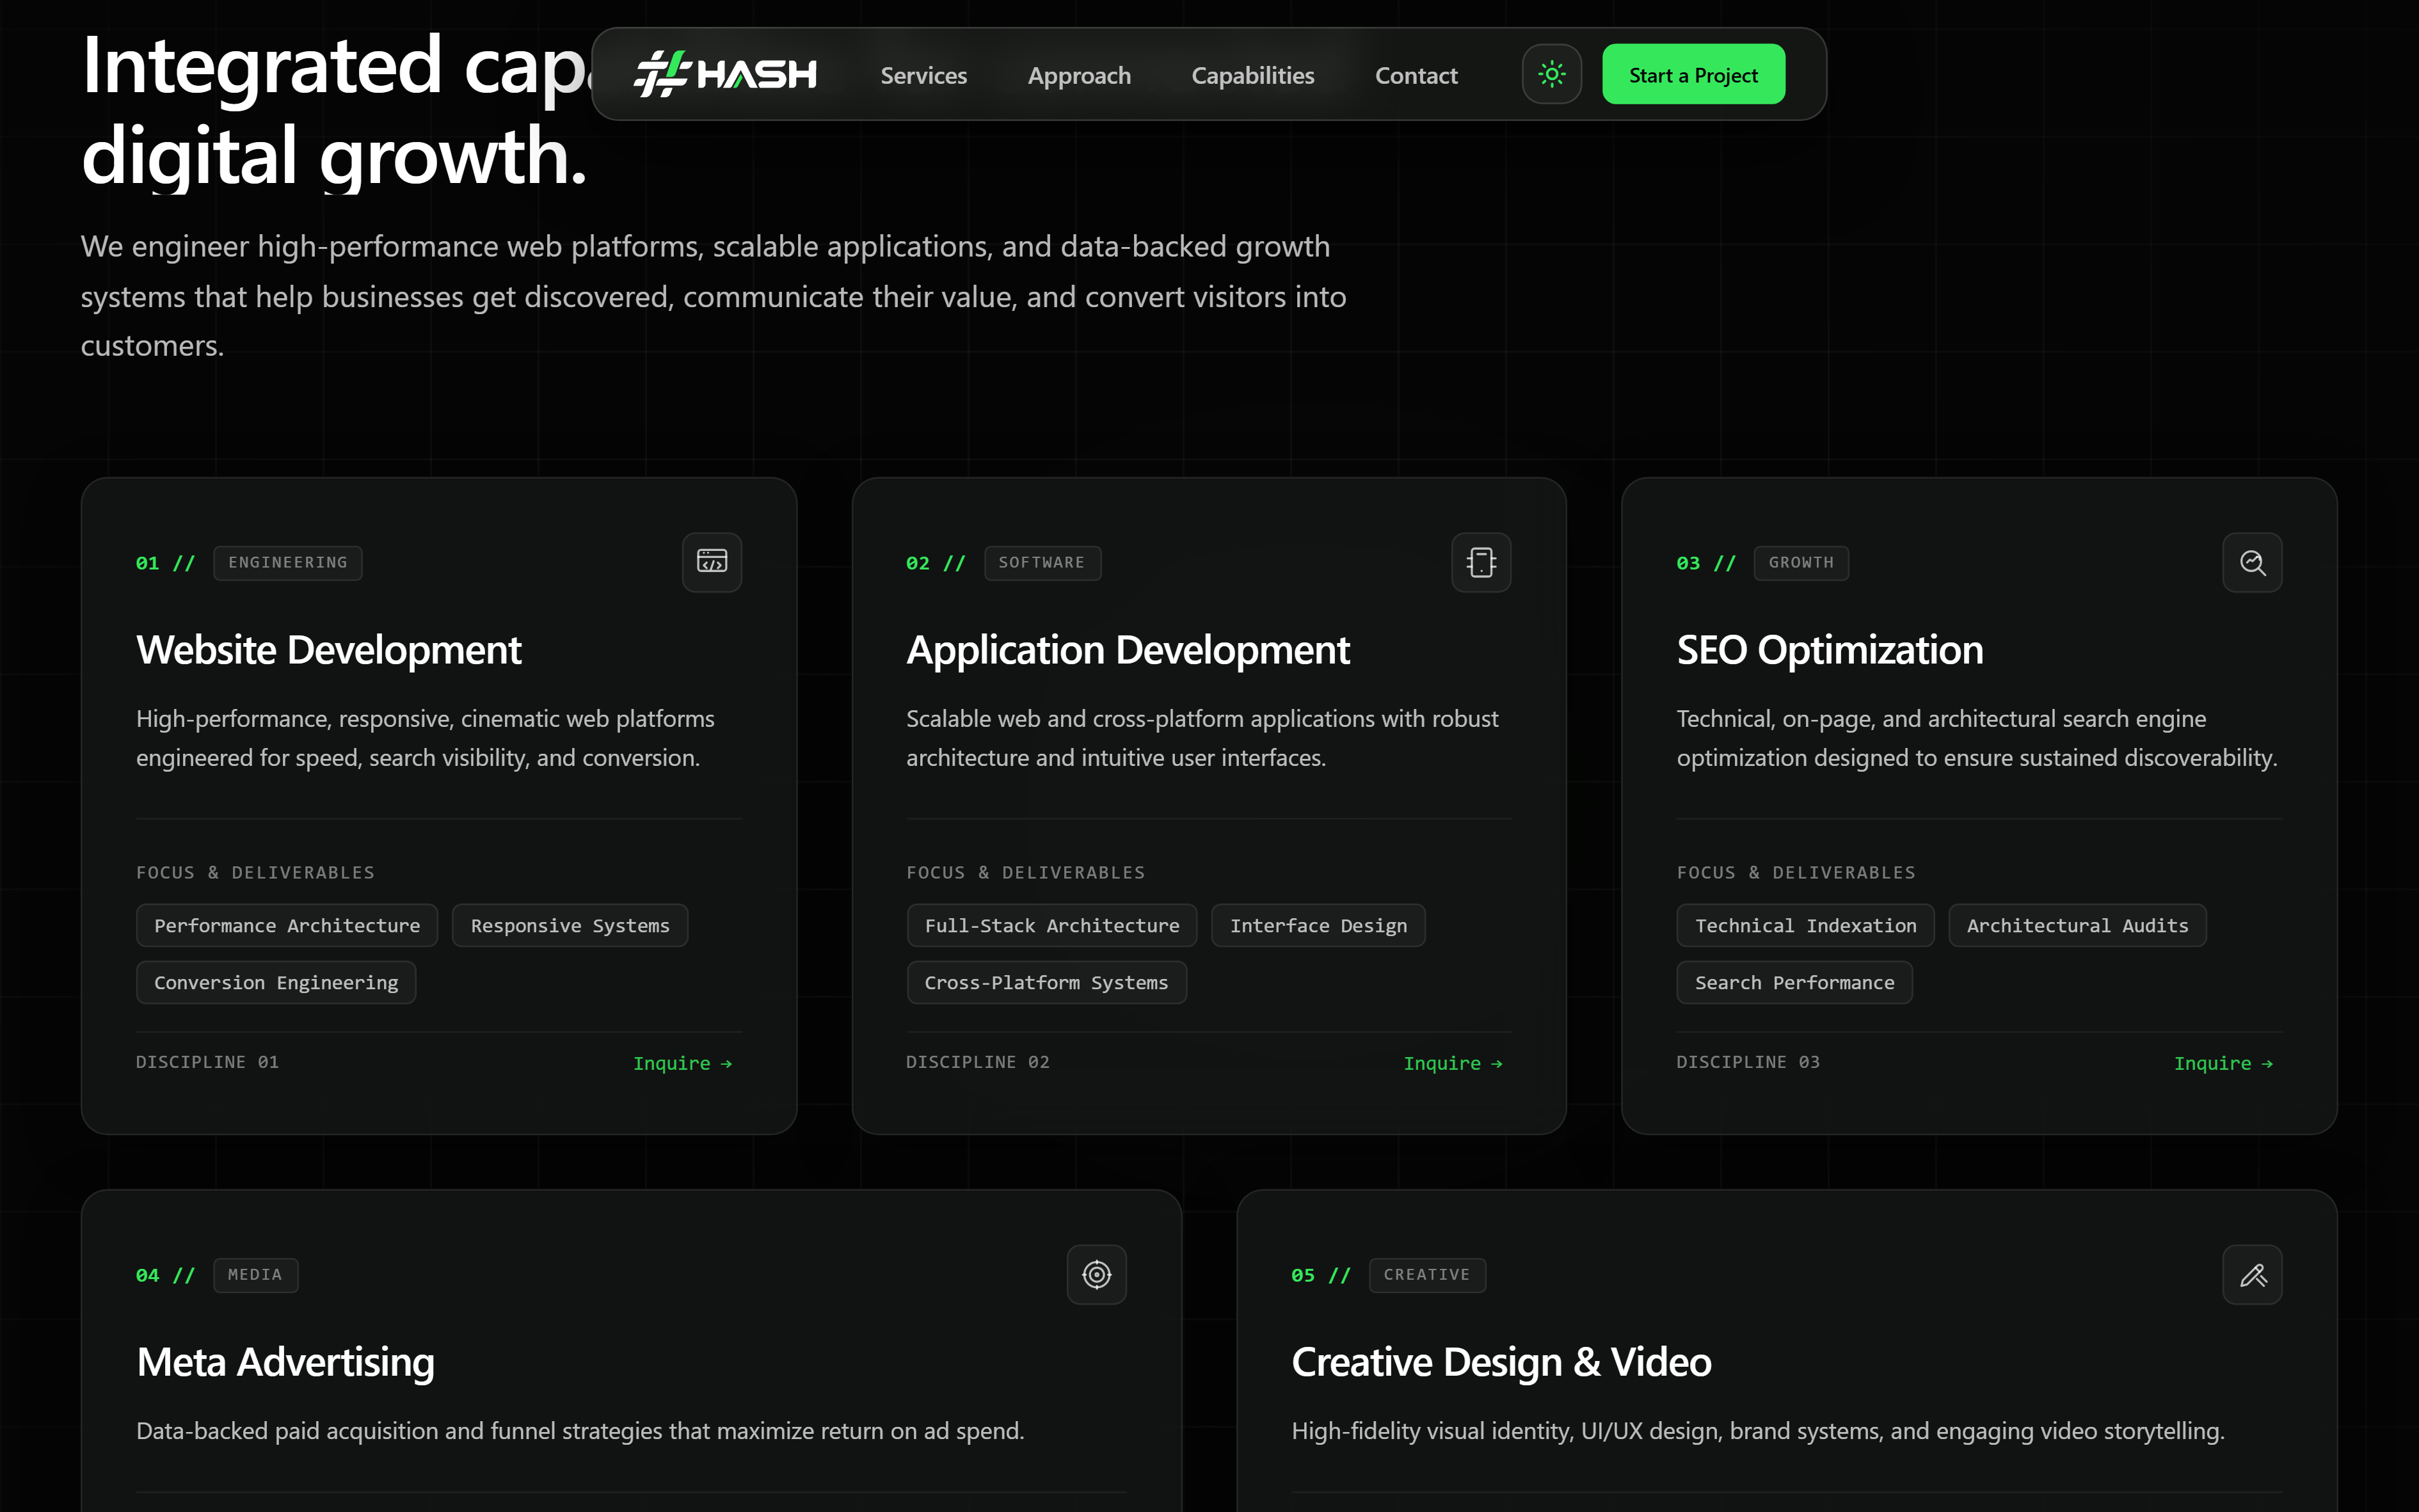 Integrated
HASH
Services
Approach
Capabilities
Contact
Start a Project
digital growth.
We engineer high-performance web platforms, scalable applications, and data-backed growth
systems that help businesses get discovered, communicate their value, and convert visitors into
customers.
01 // ENGINEERING
Website Development
High-performance, responsive, cinematic web platforms
engineered for speed, search visibility, and conversion.
FOCUS & DELIVERABLES
Performance Architecture
Responsive Systems
Conversion Engineering
DISCIPLINE 01
Inquire →
02 // SOFTWARE
Application Development
Scalable web and cross-platform applications with robust
architecture and intuitive user interfaces.
FOCUS & DELIVERABLES
Full-Stack Architecture
Interface Design
Cross-Platform Systems
DISCIPLINE 02
Inquire →
03 // GROWTH
SEO Optimization
Technical, on-page, and architectural search engine
optimization designed to ensure sustained discoverability.
FOCUS & DELIVERABLES
Technical Indexation
Architectural Audits
Search Performance
DISCIPLINE 03
Inquire →
04 // MEDIA
Meta Advertising
Data-backed paid acquisition and funnel strategies that maximize return on ad spend.
05 // CREATIVE
Creative Design & Video
High-fidelity visual identity, UI/UX design, brand systems, and engaging video storytelling.